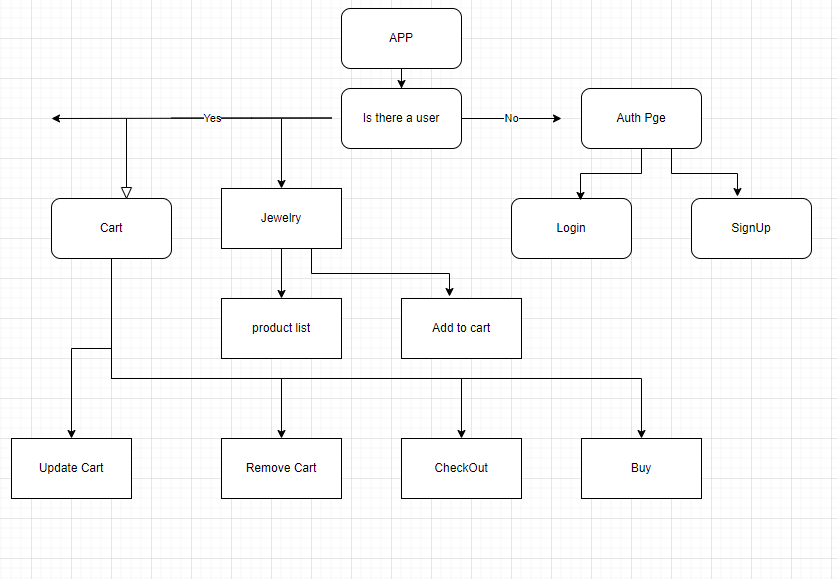 APP
Yes
Is there a user
No
Auth Pge
Cart
Jewelry
Login
SignUp
product list
Add to cart
Update Cart
Remove Cart
CheckOut
Buy